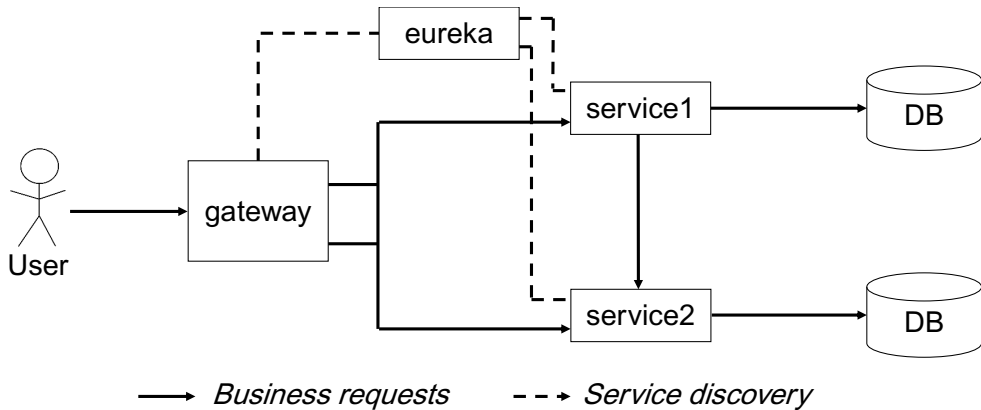 eureka
service1
DB
gateway
User
service2
DB
Business requests
Service discovery